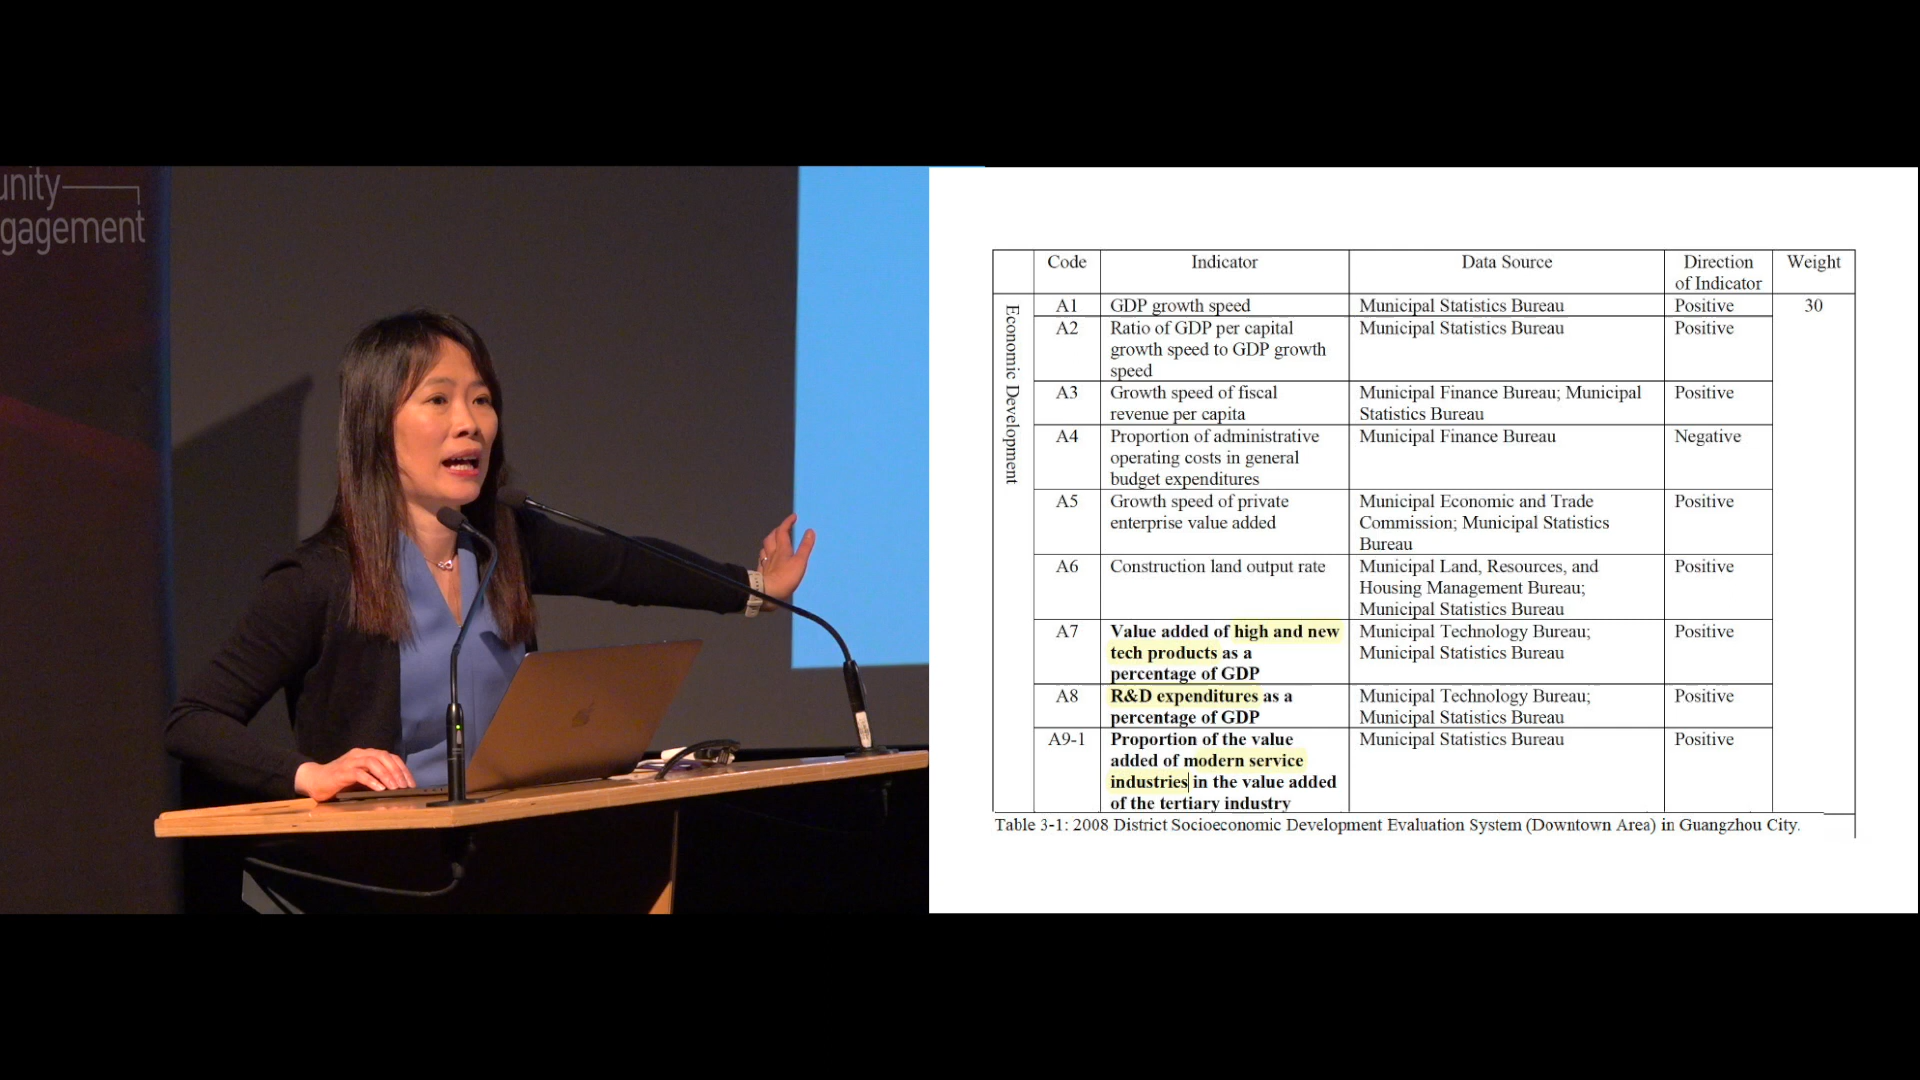 unity
gagement
Code Indicator Data Source Direction of Indicator Weight
Economic Development
A1 GDP growth speed Municipal Statistics Bureau Positive 30
A2 Ratio of GDP per capital Municipal Statistics Bureau Positive
growth speed to GDP growth
speed
A3 Growth speed of fiscal Municipal Finance Bureau; Municipal Positive
revenue per capita Statistics Bureau
A4 Proportion of administrative Municipal Finance Bureau Negative
operating costs in general
budget expenditures
A5 Growth speed of private Municipal Economic and Trade Positive
enterprise value added Commission; Municipal Statistics
Bureau
A6 Construction land output rate Municipal Land, Resources, and Positive
Housing Management Bureau;
Municipal Statistics Bureau
A7 Value added of high and new Municipal Technology Bureau; Positive
tech products as a Municipal Statistics Bureau
percentage of GDP
A8 R&D expenditures as a Municipal Technology Bureau; Positive
percentage of GDP Municipal Statistics Bureau
A9-1 Proportion of the value Municipal Statistics Bureau Positive
added of modern service
industries in the value added
of the tertiary industry
Table 3-1: 2008 District Socioeconomic Development Evaluation System (Downtown Area) in Guangzhou City.